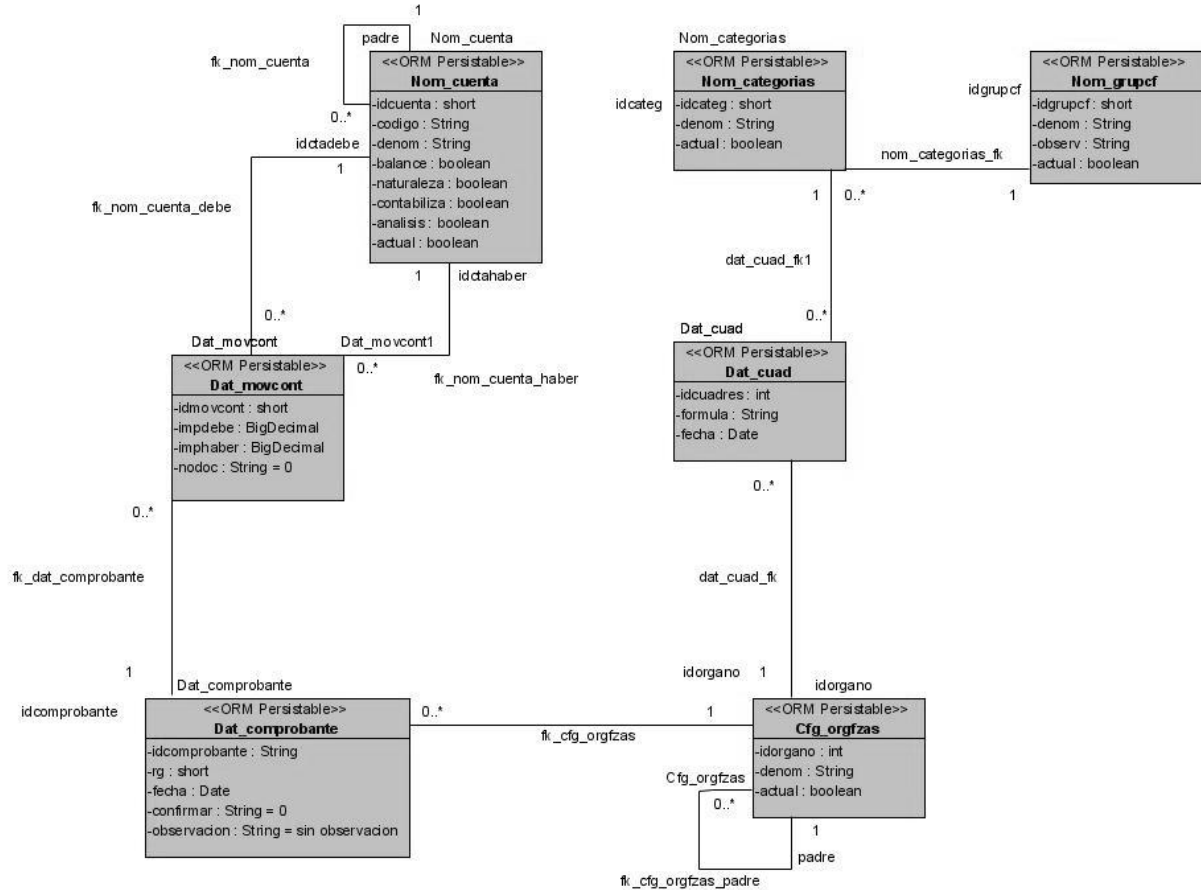 1
padre
Nom_cuenta
fk_nom_cuenta
<<ORM Persistable>>
Nom_cuenta
-idcuenta : short
-codigo : String
-denom : String
-balance : boolean
-naturaleza : boolean
-contabiliza : boolean
-analisis : boolean
-actual : boolean
0..*
idctadebe
1
fk_nom_cuenta_debe
1
idctahaber
0..*
Dat_movcont
Dat_movcont1
0..*
fk_nom_cuenta_haber
<<ORM Persistable>>
Dat_movcont
-idmovcont : short
-impdebe : BigDecimal
-imphaber : BigDecimal
-nodoc : String = 0
0..*
fk_dat_comprobante
1
Dat_comprobante
idcomprobante
<<ORM Persistable>>
Dat_comprobante
-idcomprobante : String
-rg : short
-fecha : Date
-confirmar : String = 0
-observacion : String = sin observacion
0..*
1
fk_cfg_orgfzas
Nom_categorias
<<ORM Persistable>>
Nom_categorias
idcateg
-idcateg : short
-denom : String
-actual : boolean
idgrupcf
<<ORM Persistable>>
Nom_grupcf
-idgrupcf : short
-denom : String
-observ : String
-actual : boolean
nom_categorias_fk
1
0..*
1
dat_cuad_fk1
0..*
Dat_cuad
<<ORM Persistable>>
Dat_cuad
-idcuadres : int
-formula : String
-fecha : Date
0..*
dat_cuad_fk
idorgano
1
idorgano
<<ORM Persistable>>
Cfg_orgfzas
-idorgano : int
-denom : String
-actual : boolean
Cfg_orgfzas
0..*
1
padre
fk_cfg_orgfzas_padre